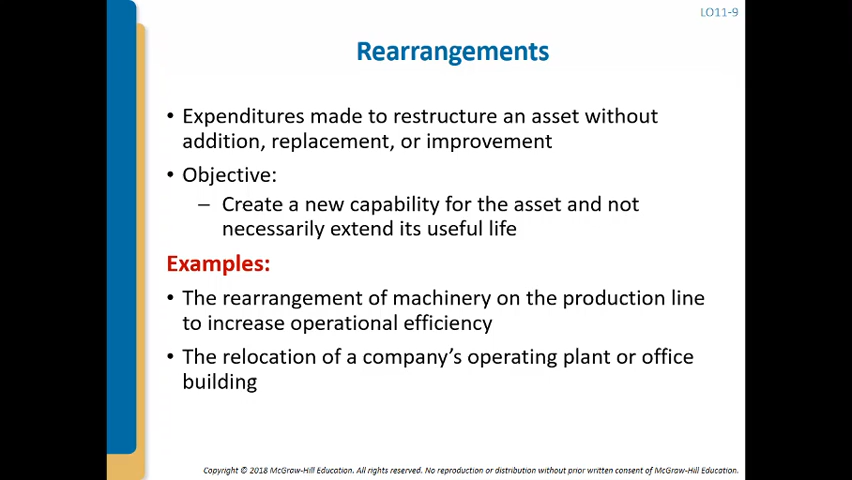 LO11-9
Rearrangements
• Expenditures made to restructure an asset without
addition, replacement, or improvement
• Objective:
– Create a new capability for the asset and not
necessarily extend its useful life
Examples:
• The rearrangement of machinery on the production line
to increase operational efficiency
• The relocation of a company’s operating plant or office
building
Copyright © 2018 McGraw-Hill Education. All rights reserved. No reproduction or distribution without prior written consent of McGraw-Hill Education.